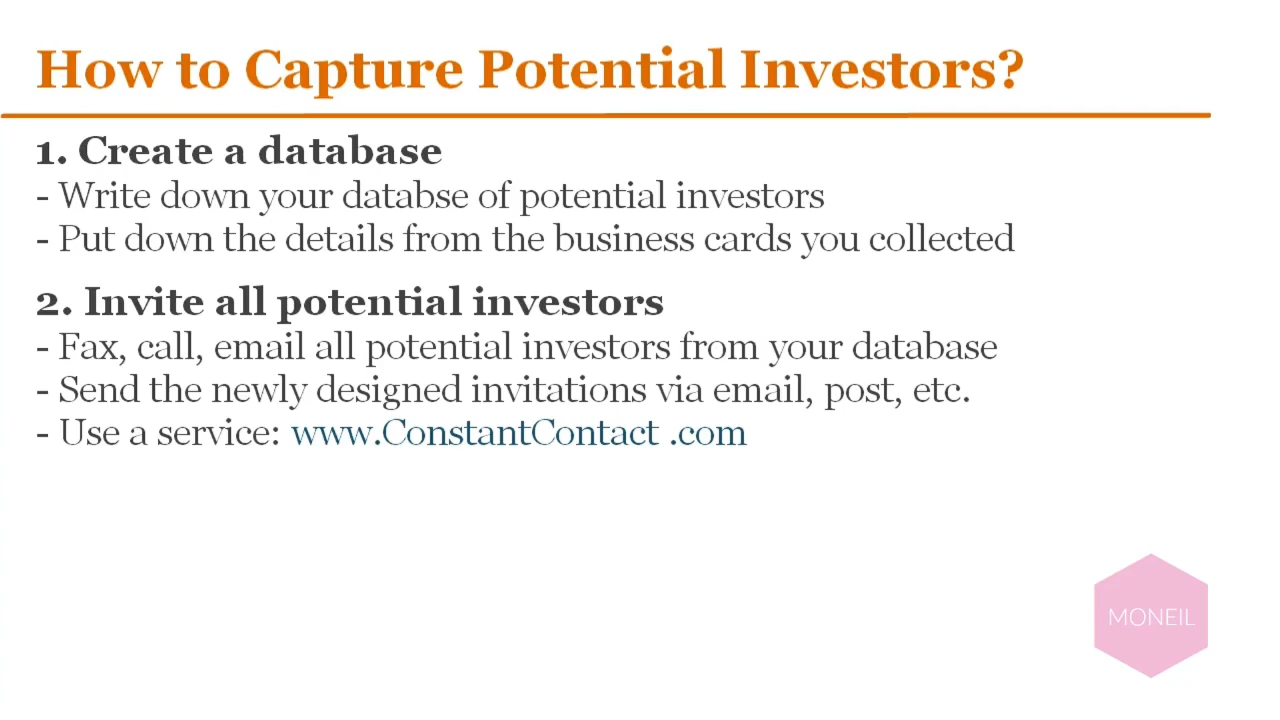 How to Capture Potential Investors?
1. Create a database
- Write down your databse of potential investors
- Put down the details from the business cards you collected
2. Invite all potential investors
- Fax, call, email all potential investors from your database
- Send the newly designed invitations via email, post, etc.
- Use a service: www.ConstantContact .com
MONEIL